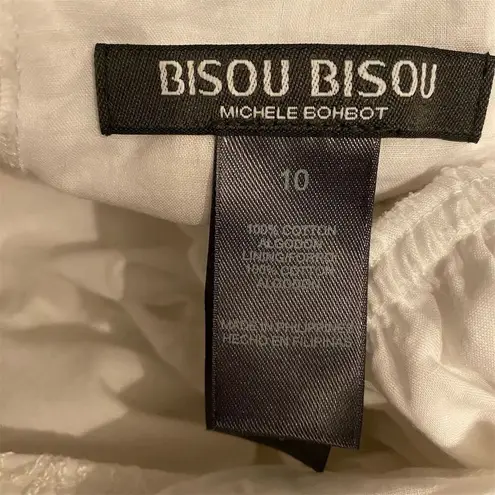 BISOU BISOU
MICHELE BOHBOT
10
100% COTTON
ALGODON
LINING/FORRO
100% COTTON
ALGODON
MADE IN PHILIPPINES
HECHO EN FILIPINAS